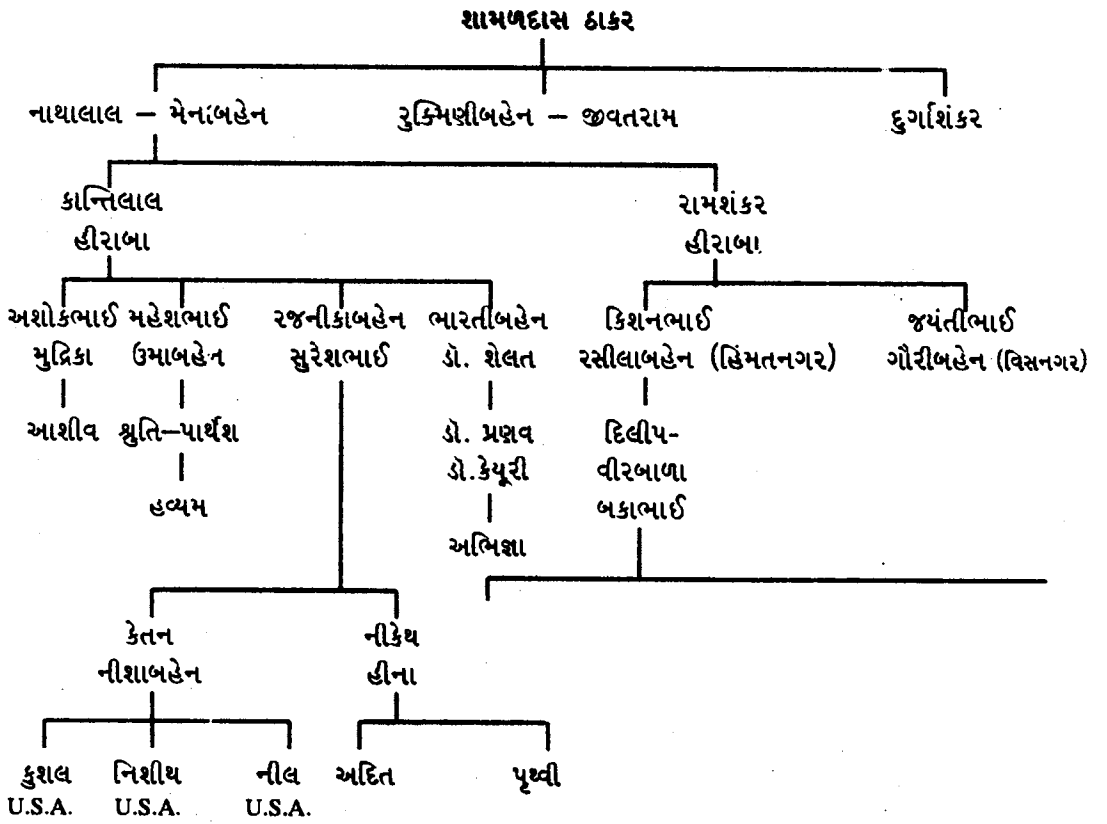 શામળદાસ ઠાકર
નાથાલાલ – મેનાબહેન રુક્મિણીબહેન – જીવતરામ દુર્ગાશંકર
કાન્તિલાલ રામશંકર
હીરાબા હીરાબા
અશોકભાઈ મહેશભાઈ રજનીકાબહેન ભારતીબહેન કિશનભાઈ જયંતીભાઈ
મુદ્રિકા ઉમાબહેન સુરેશભાઈ ડૉ. શેલત રસીલાબહેન (હિંમતનગર) ગૌરીબહેન (વિસનગર)
આશીવ શ્રુતિ–પાર્થેશ ડૉ. પ્રણવ દિલીપ-
ડૉ.કેયૂરી વીરબાળા
હવ્યમ બકાભાઈ
અભિજ્ઞા
કેતન નીકેથ
નીશાબહેન હીના
કુશલ નિશીથ નીલ અદિત પૃથ્વી
U.S.A. U.S.A. U.S.A.